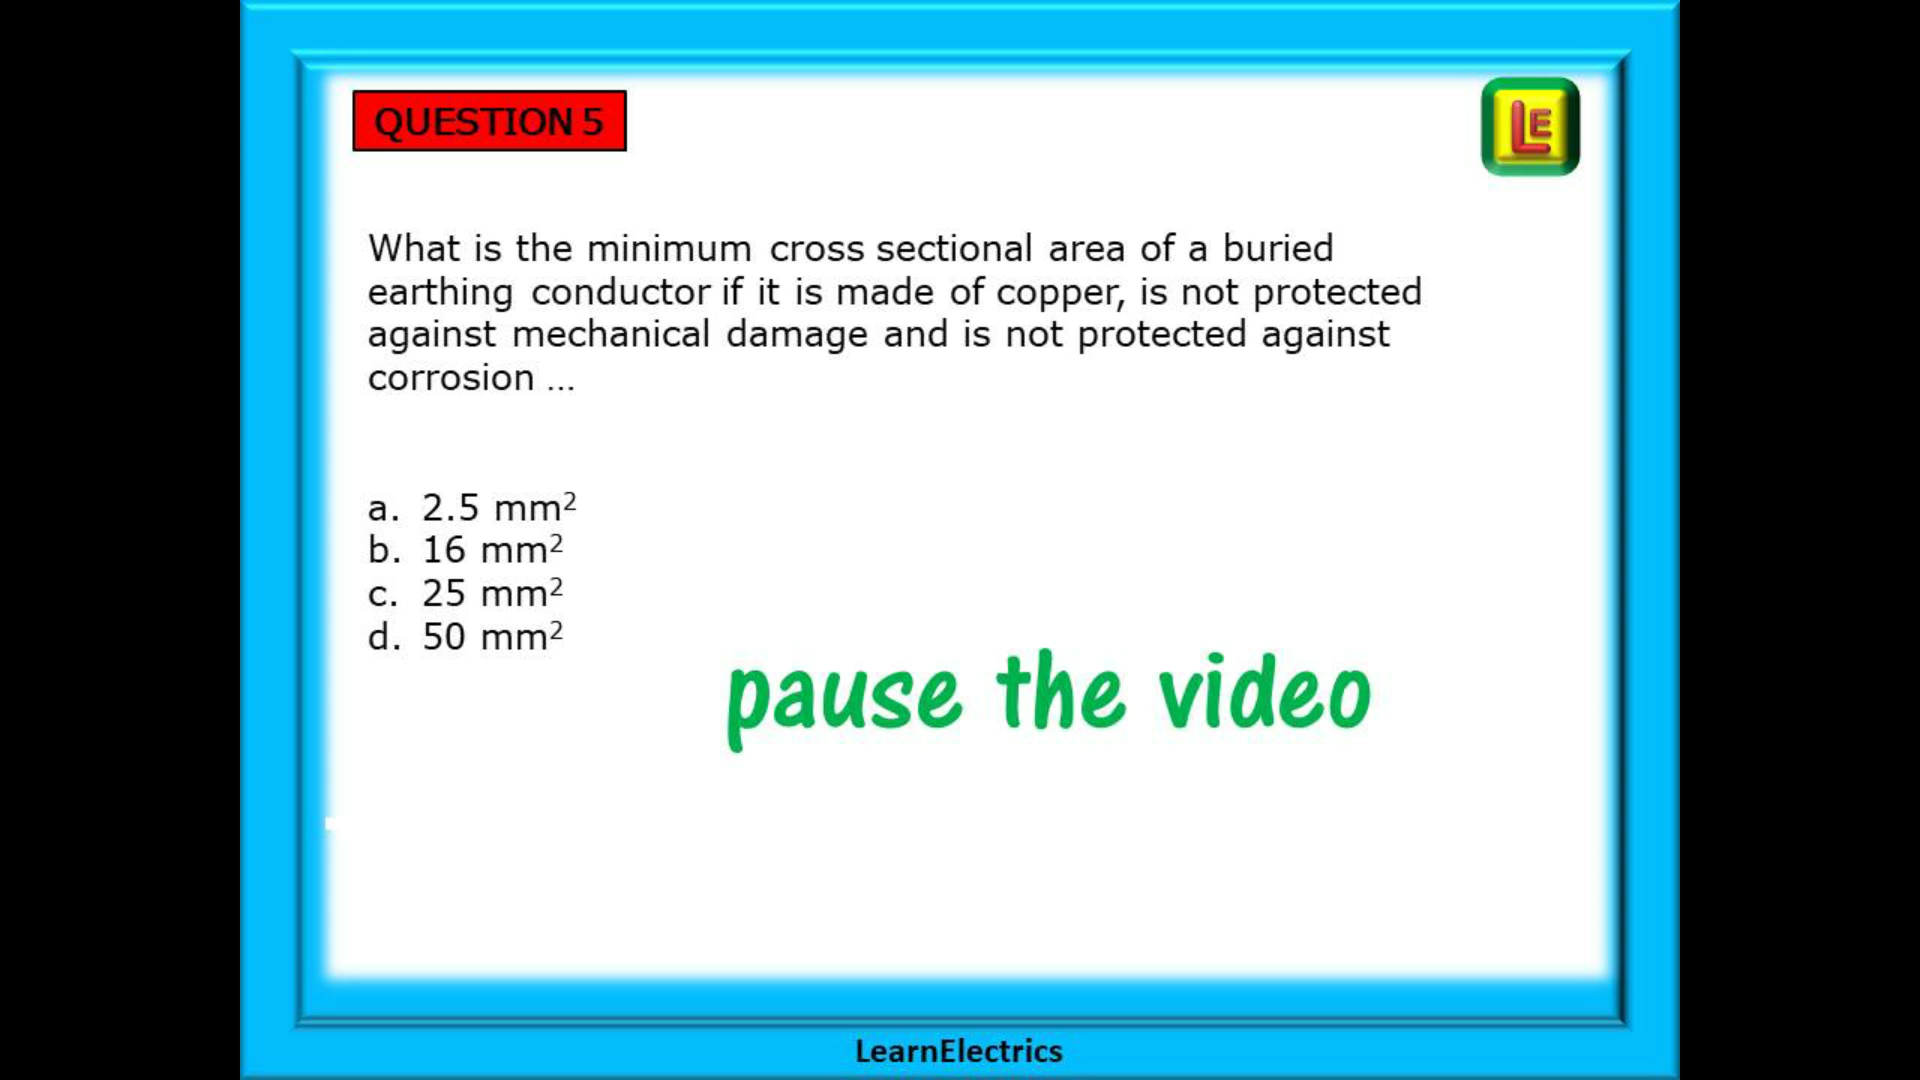 QUESTION 5
LE
What is the minimum cross sectional area of a buried
earthing conductor if it is made of copper, is not protected
against mechanical damage and is not protected against
corrosion ...
a. 2.5 mm²
b. 16 mm²
c. 25 mm²
d. 50 mm²
pause the video
LearnElectrics